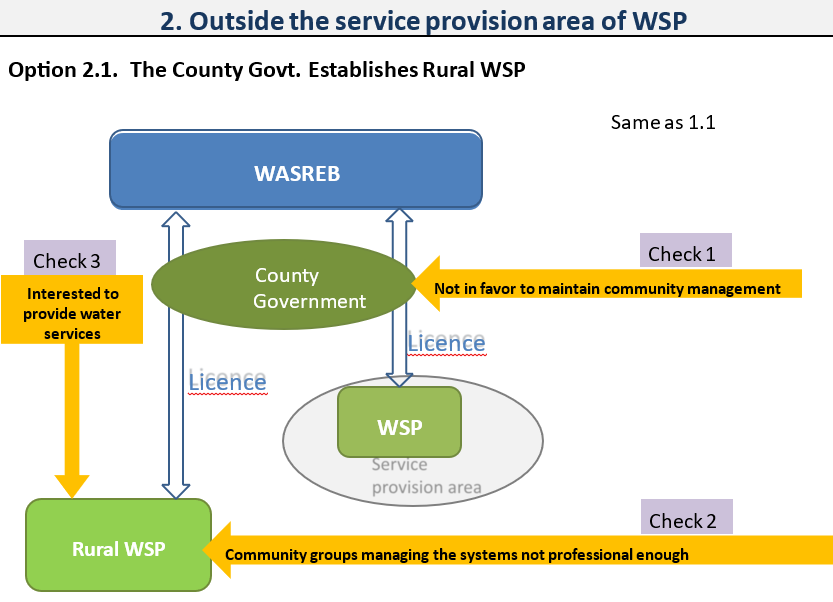 2. Outside the service provision area of WSP
Option 2.1. The County Govt. Establishes Rural WSP
Same as 1.1
WASREB
Check 3
Check 1
Interested to
provide water
services
County
Government
Not in favor to maintain community management
Licence
Licence
WSP
Service
provision area
Check 2
Rural WSP
Community groups managing the systems not professional enough